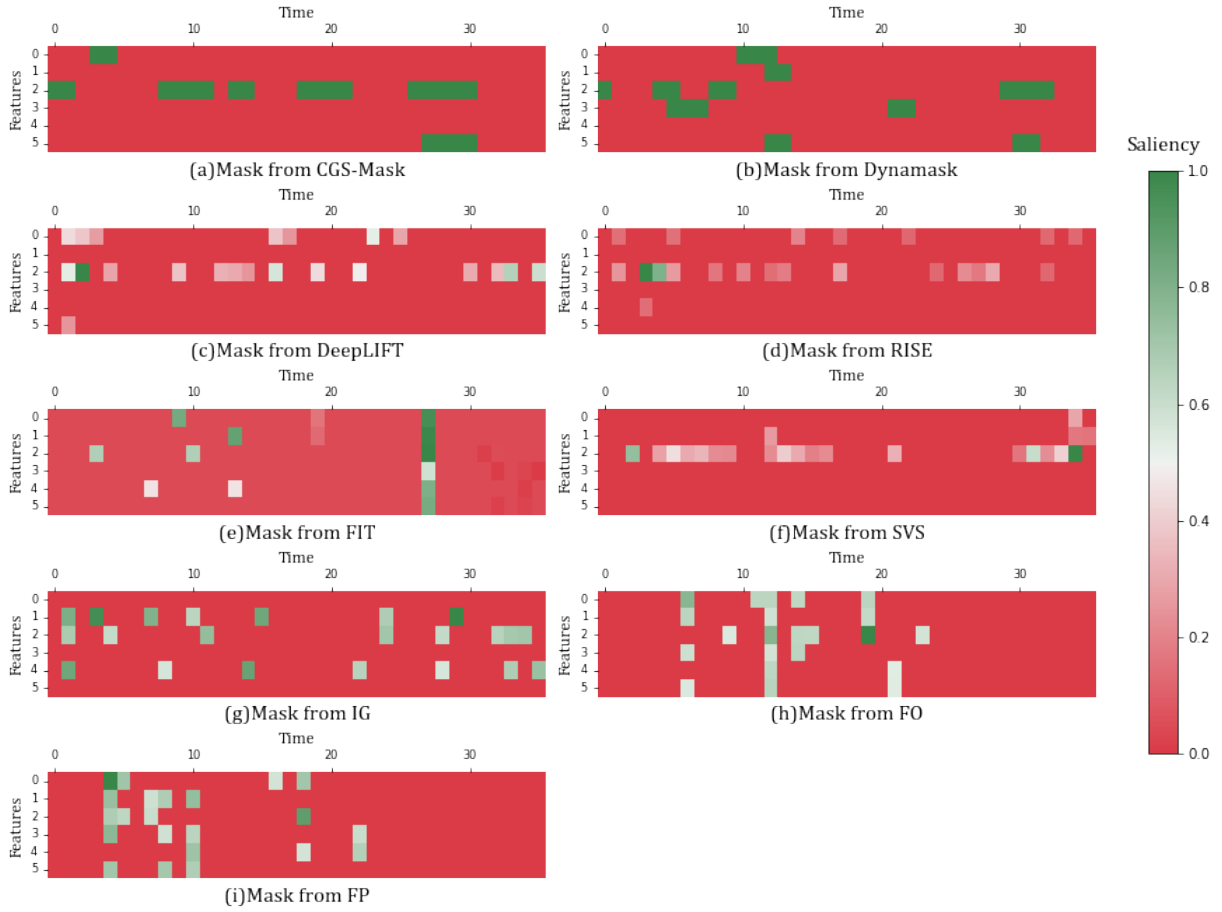 Time
Time
0 10 20 30
0 10 20 30
Features
0
1
2
3
4
5
Features
0
1
2
3
4
5
(a)Mask from CGS-Mask
(b)Mask from Dynamask
Saliency
1.0
0.8
0.6
0.4
0.2
0.0
Time
Time
0 10 20 30
0 10 20 30
Features
0
1
2
3
4
5
Features
0
1
2
3
4
5
(c)Mask from DeepLIFT
(d)Mask from RISE
Time
Time
0 10 20 30
0 10 20 30
Features
0
1
2
3
4
5
Features
0
1
2
3
4
5
(e)Mask from FIT
(f)Mask from SVS
Time
Time
0 10 20 30
0 10 20 30
Features
0
1
2
3
4
5
Features
0
1
2
3
4
5
(g)Mask from IG
(h)Mask from FO
Time
0 10 20 30
Features
0
1
2
3
4
5
(i)Mask from FP